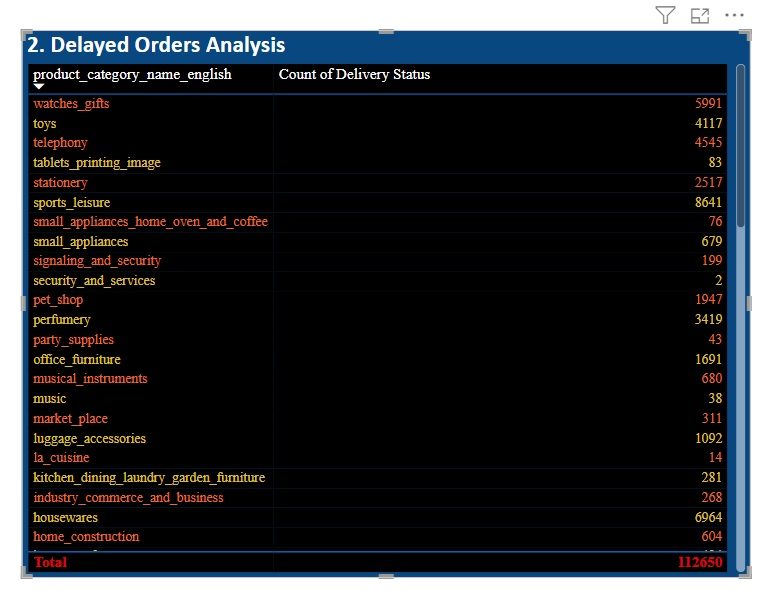 2. Delayed Orders Analysis
product_category_name_english Count of Delivery Status
watches_gifts 5991
toys 4117
telephony 4545
tablets_printing_image 83
stationery 2517
sports_leisure 8641
small_appliances_home_oven_and_coffee 76
small_appliances 679
signaling_and_security 199
security_and_services 2
pet_shop 1947
perfumery 3419
party_supplies 43
office_furniture 1691
musical_instruments 680
music 38
market_place 311
luggage_accessories 1092
la_cuisine 14
kitchen_dining_laundry_garden_furniture 281
industry_commerce_and_business 268
housewares 6964
home_construction 604
Total 112650